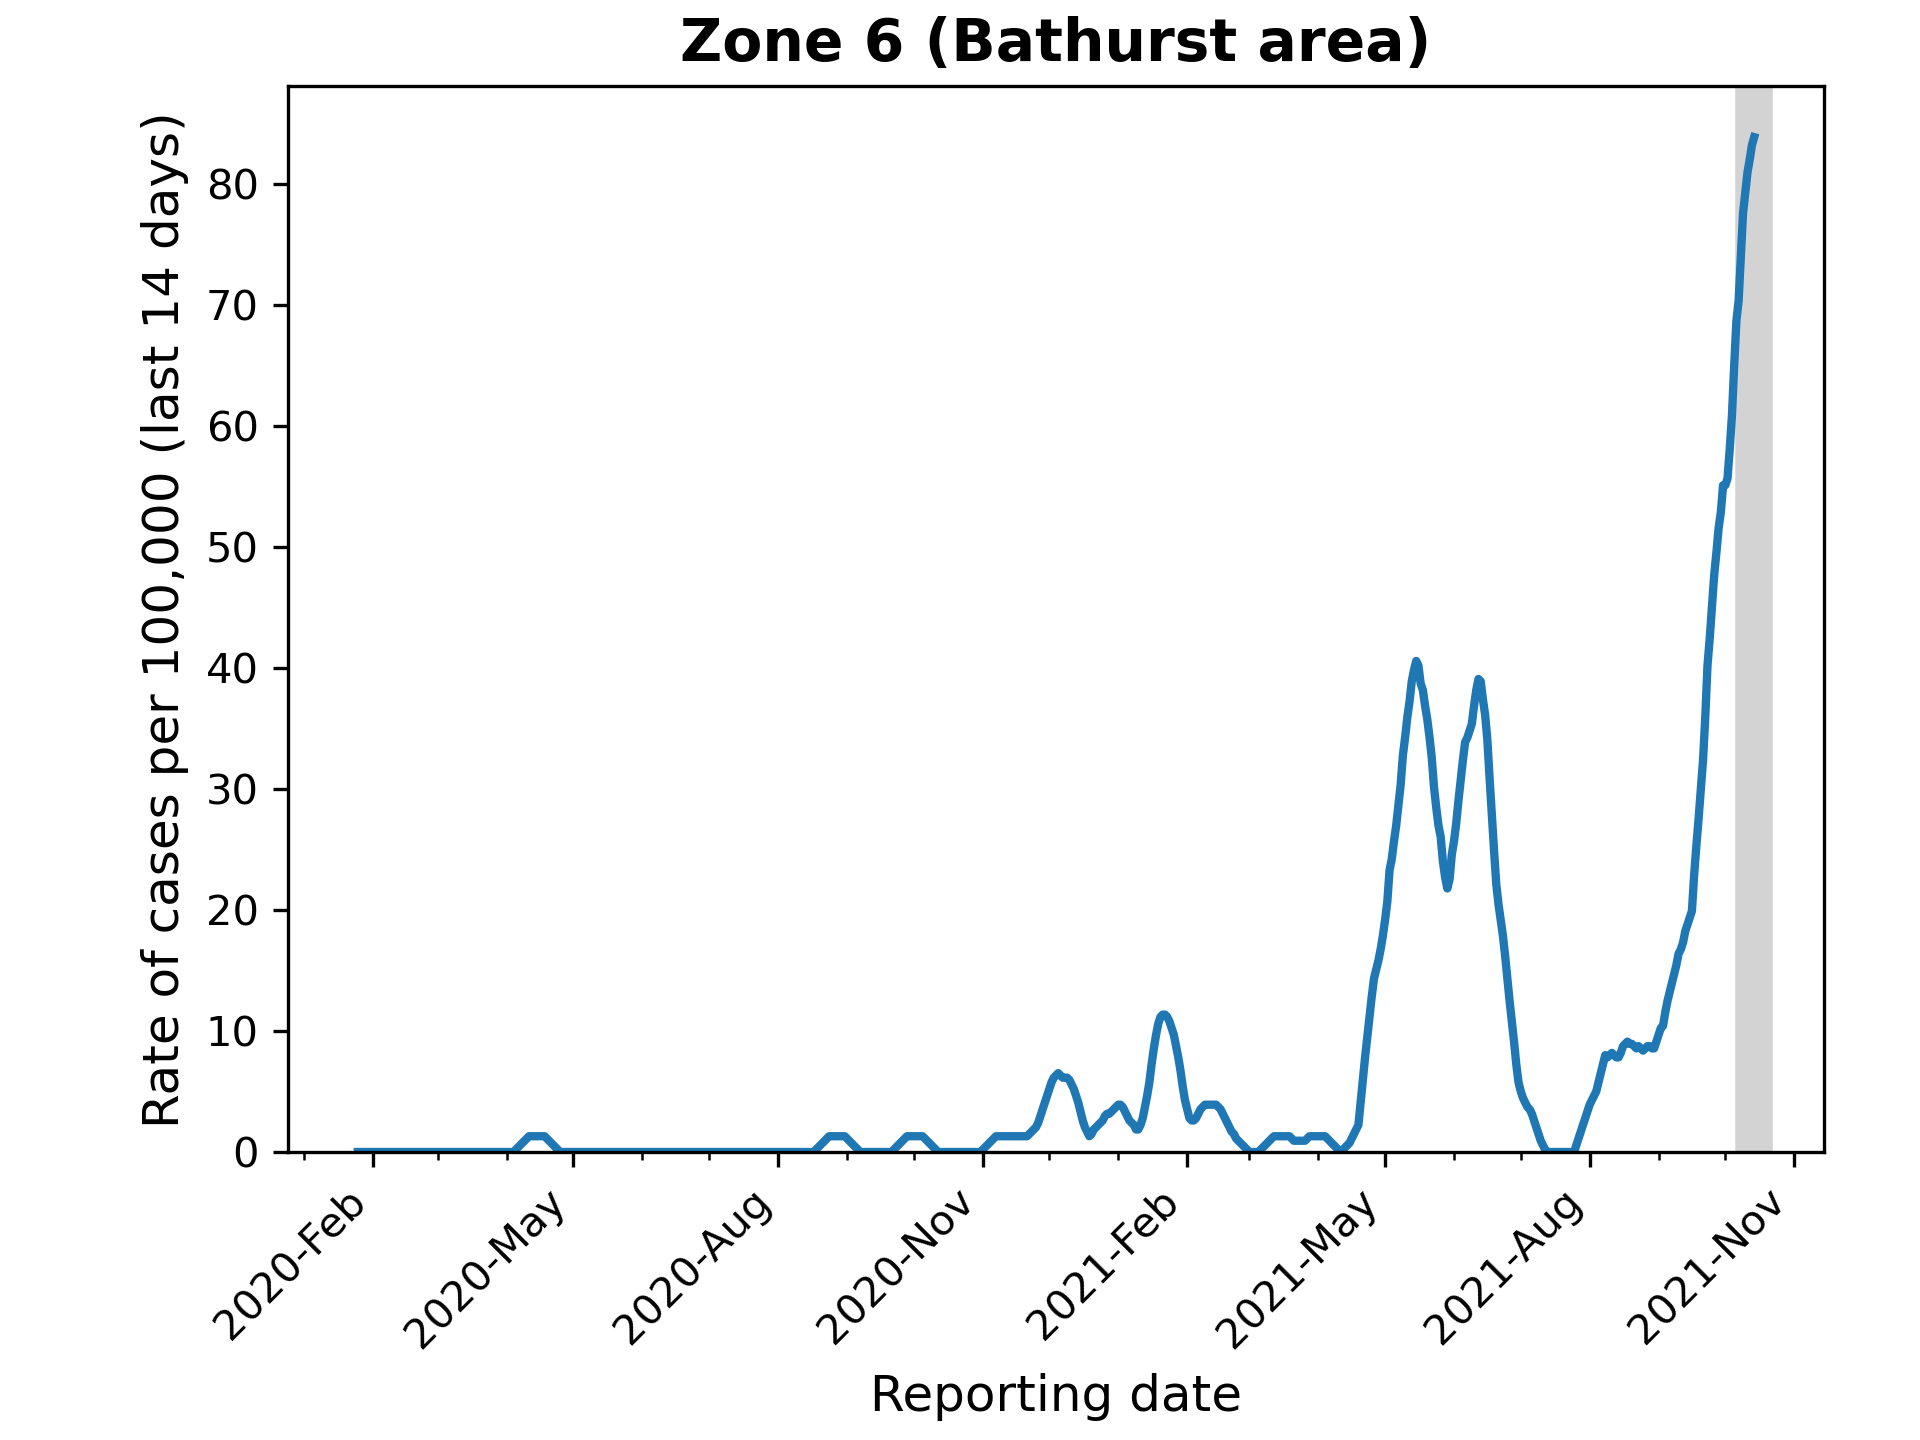 Zone 6 (Bathurst area)
Rate of cases per 100,000 (last 14 days)
80
70
60
50
40
30
20
10
0
2020-Feb
2020-May
2020-Aug
2020-Nov
2021-Feb
2021-May
2021-Aug
2021-Nov
Reporting date